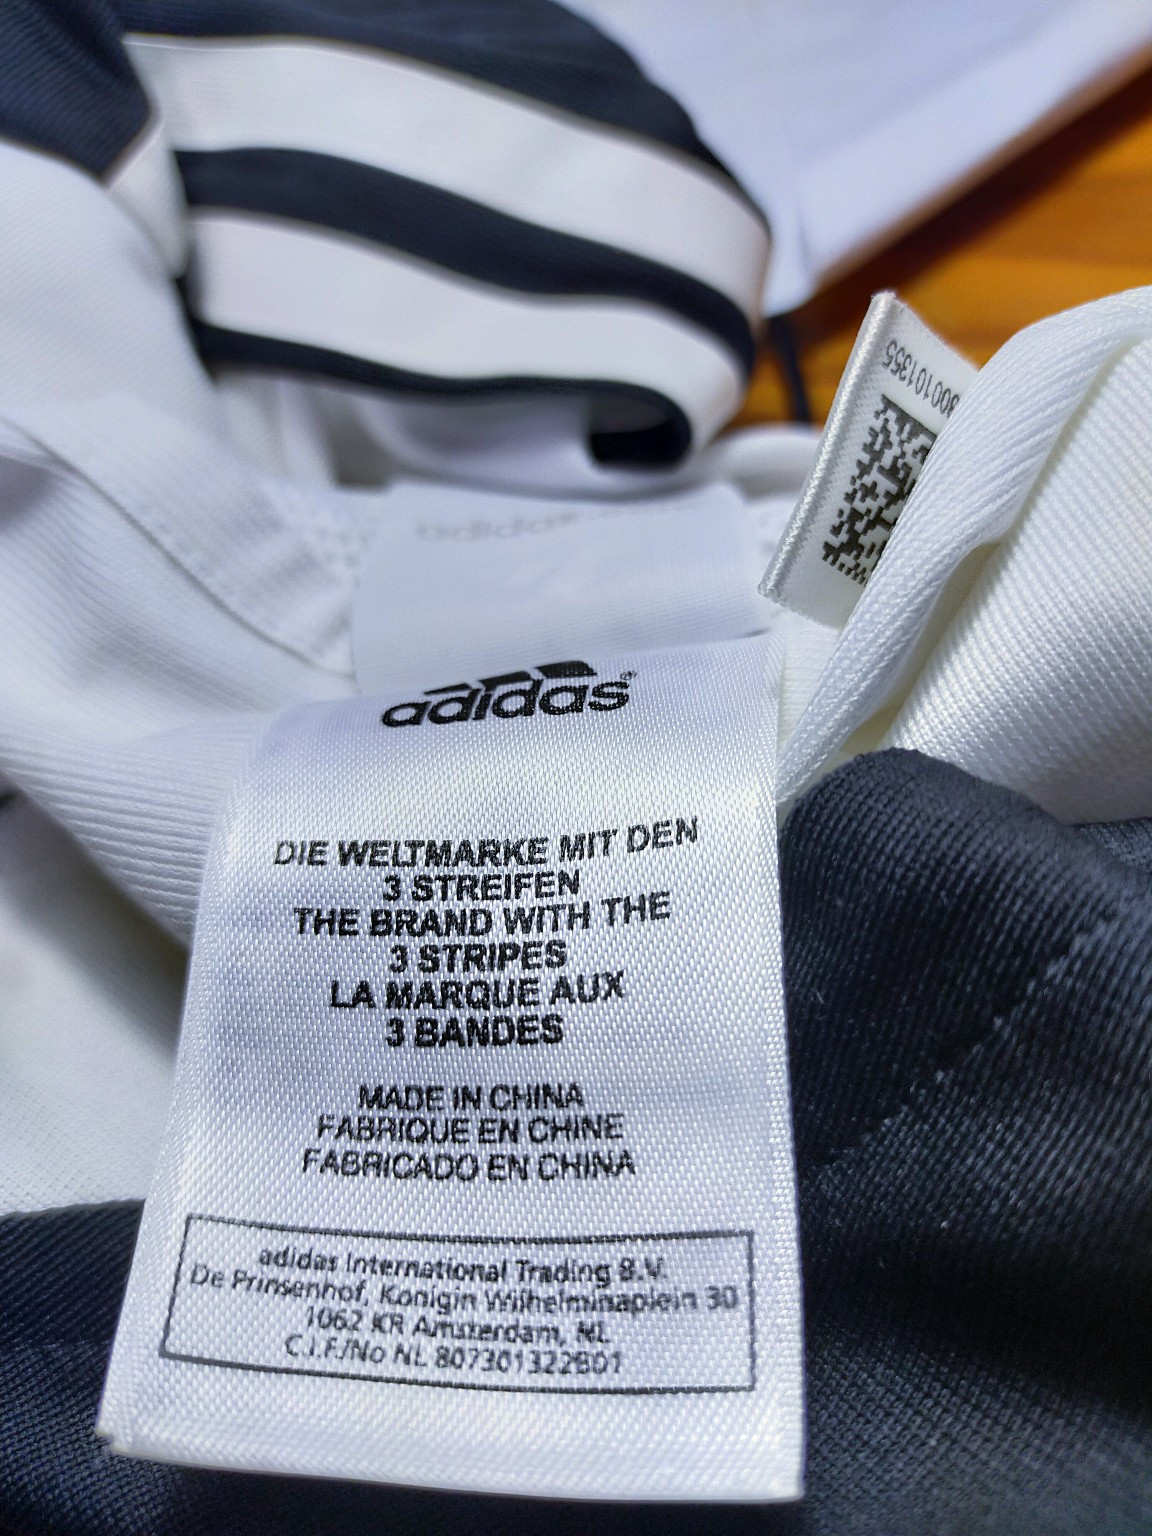 300101355
adidas
adidas®
DIE WELTMARKE MIT DEN
3 STREIFEN
THE BRAND WITH THE
3 STRIPES
LA MARQUE AUX
3 BANDES
MADE IN CHINA
FABRIQUE EN CHINE
FABRICADO EN CHINA
adidas International Trading B.V.
De Prinsenhof, Konigin Wilhelminaplein 30
1062 KR Amsterdam, NL
C.I.F./No NL 807301322B01